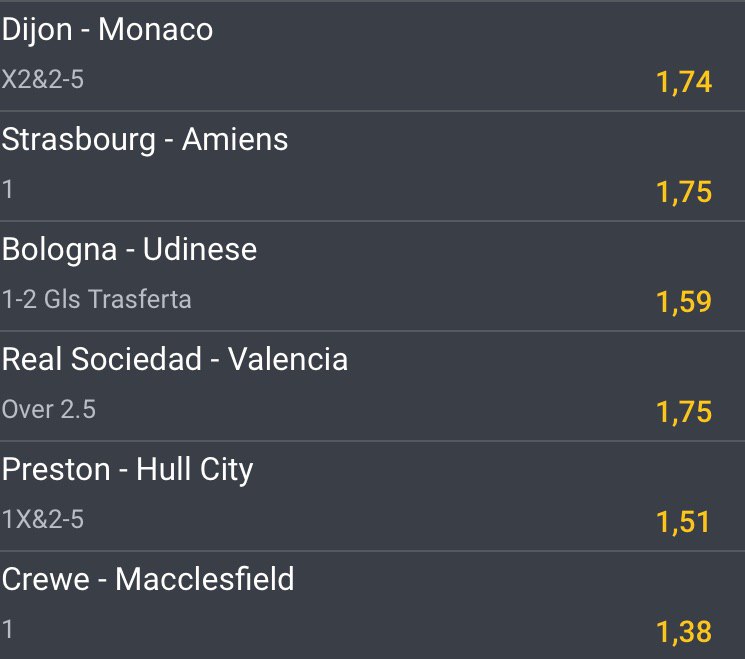 Dijon - Monaco
X2&2-5
1,74
Strasbourg - Amiens
1
1,75
Bologna - Udinese
1-2 Gls Trasferta
1,59
Real Sociedad - Valencia
Over 2.5
1,75
Preston - Hull City
1X&2-5
1,51
Crewe - Macclesfield
1
1,38